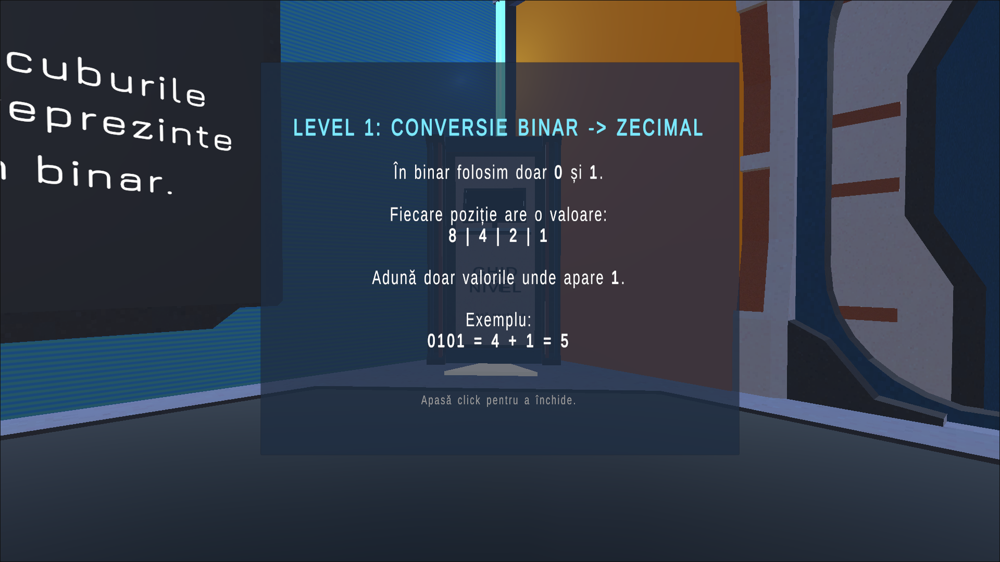 cuburile
eprezinte
binar.
LEVEL 1: CONVERSIE BINAR -> ZECIMAL
În binar folosim doar 0 și 1.
Fiecare poziție are o valoare:
8 | 4 | 2 | 1
Adună doar valorile unde apare 1.
Exemplu:
0101 = 4 + 1 = 5
Apasă click pentru a închide.
GHID
NIVEL